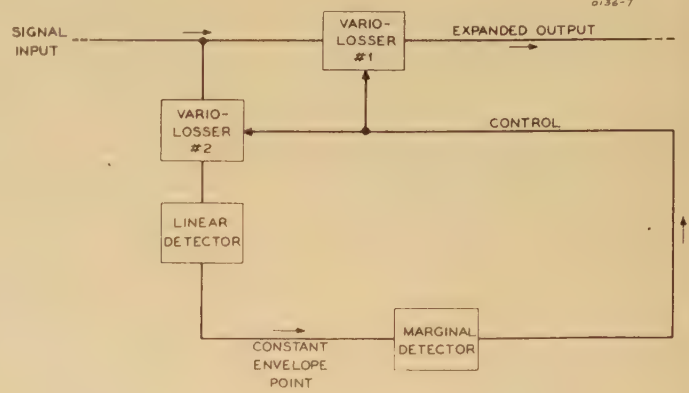 0136-7
SIGNAL
INPUT
VARIO-
LOSSER
#1
EXPANDED OUTPUT
VARIO-
LOSSER
#2
CONTROL
LINEAR
DETECTOR
CONSTANT
ENVELOPE
POINT
MARGINAL
DETECTOR